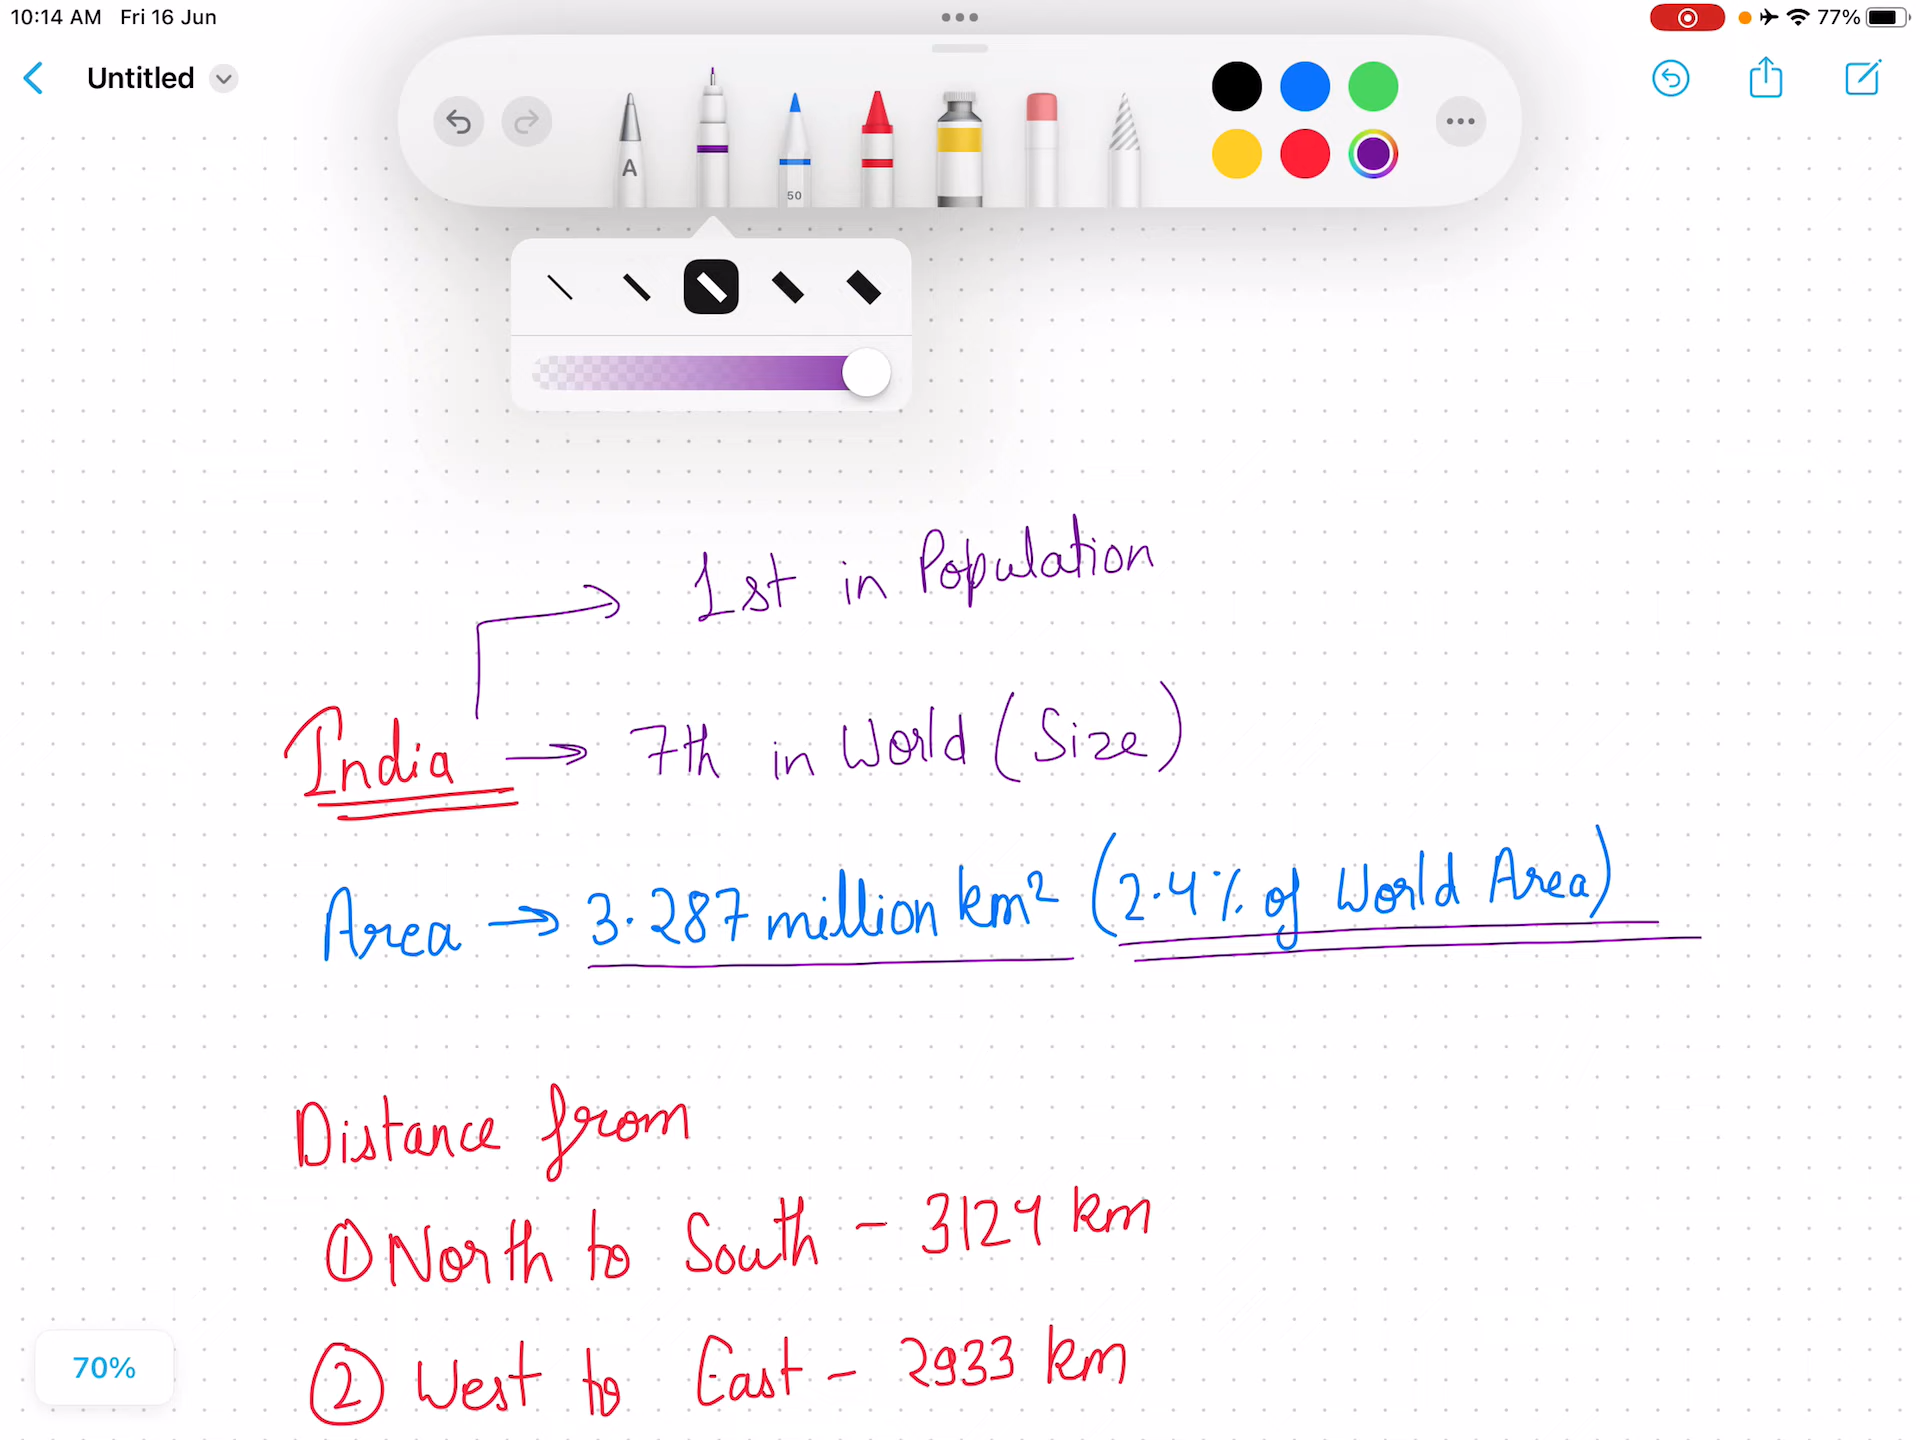 10:14 AM Fri 16 Jun
77%
Untitled
A
50
1st in Population
India → 7th in World (Size)
Area → 3.287 million km² (2.4% of World Area)
Distance from
① North to South - 3124 km
② West to East - 2933 km
70%